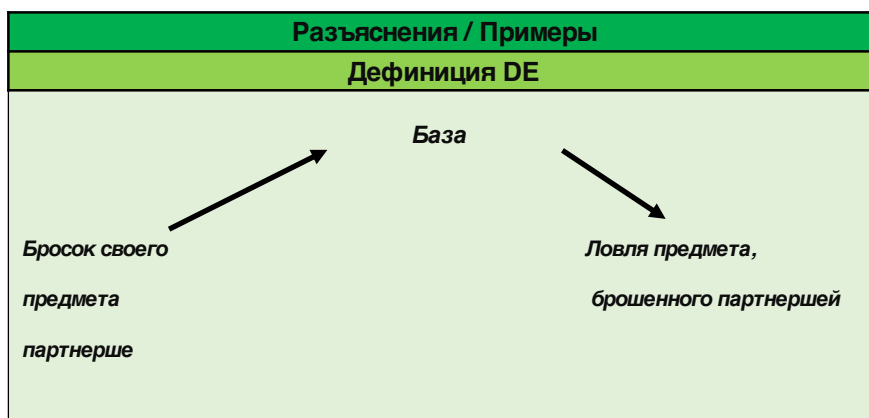 Разъяснения / Примеры
Дефиниция DE
База
Бросок своего
предмета
партнерше
Ловля предмета,
брошенного партнершей